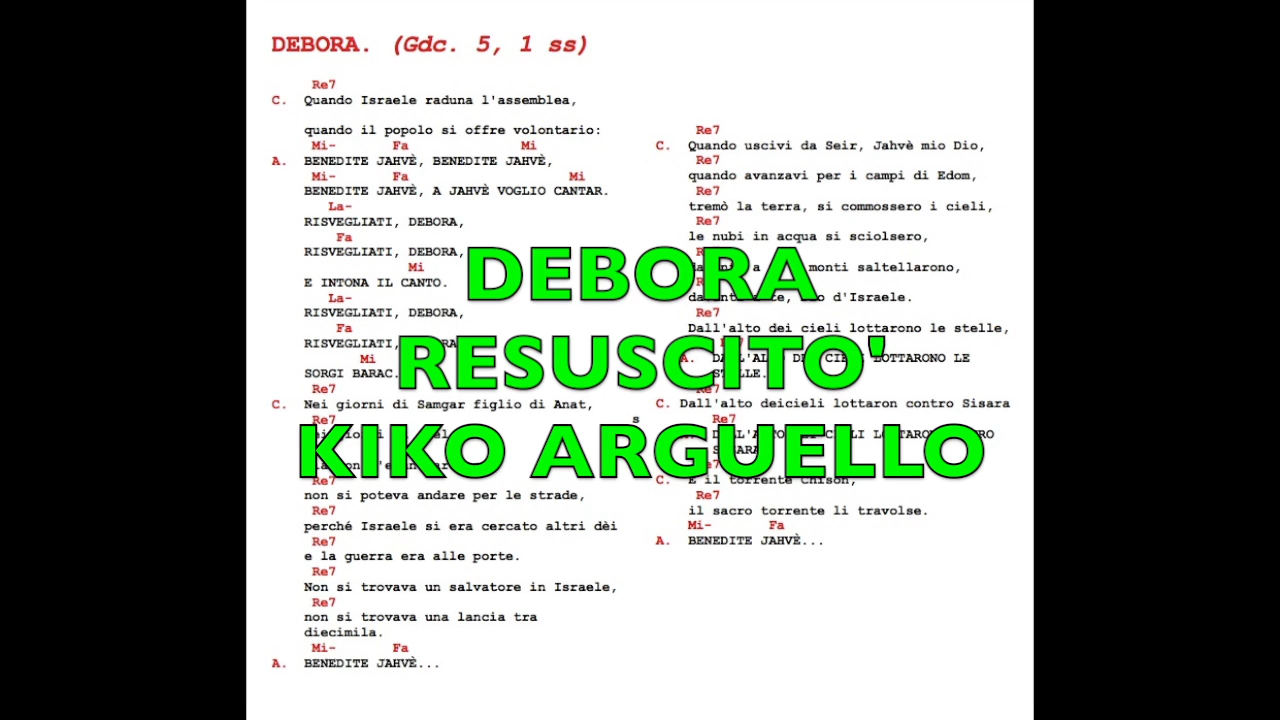 DEBORA. (Gdc. 5, 1 ss)
Re7
C. Quando Israele raduna l'assemblea,
quando il popolo si offre volontario:
Mi- Fa Mi
A. BENEDITE JAHVÈ, BENEDITE JAHVÈ,
Mi- Fa Mi
BENEDITE JAHVÈ, A JAHVÈ VOGLIO CANTAR.
La-
RISVEGLIATI, DEBORA,
Fa
RISVEGLIATI, DEBORA,
Mi
E INTONA IL CANTO.
La-
RISVEGLIATI, DEBORA,
Fa
RISVEGLIATI,
Mi
SORGI BARAC.
Re7
C. Nei giorni di Samgar figlio di Anat,
Re7
Re7
non si poteva andare per le strade,
Re7
perché Israele si era cercato altri dèi
Re7
e la guerra era alle porte.
Re7
Non si trovava un salvatore in Israele,
Re7
non si trovava una lancia tra
diecimila.
Mi- Fa
A. BENEDITE JAHVÈ...
s
Re7
C. Quando uscivi da Seir, Jahvè mio Dio,
Re7
quando avanzavi per i campi di Edom,
Re7
tremò la terra, si commossero i cieli,
Re7
le nubi in acqua si sciolsero,
monti saltellarono,
d'Israele.
Re7
Dall'alto dei cieli lottarono le stelle,
A. LOTTARONO LE
Re7
C. Dall'alto deicieli lottaron contro Sisara
Re7
C. E il torrente Chison,
Re7
il sacro torrente li travolse.
Mi- Fa
A. BENEDITE JAHVÈ...
DEBORA
RESUSCITO'
KIKO ARGUELLO